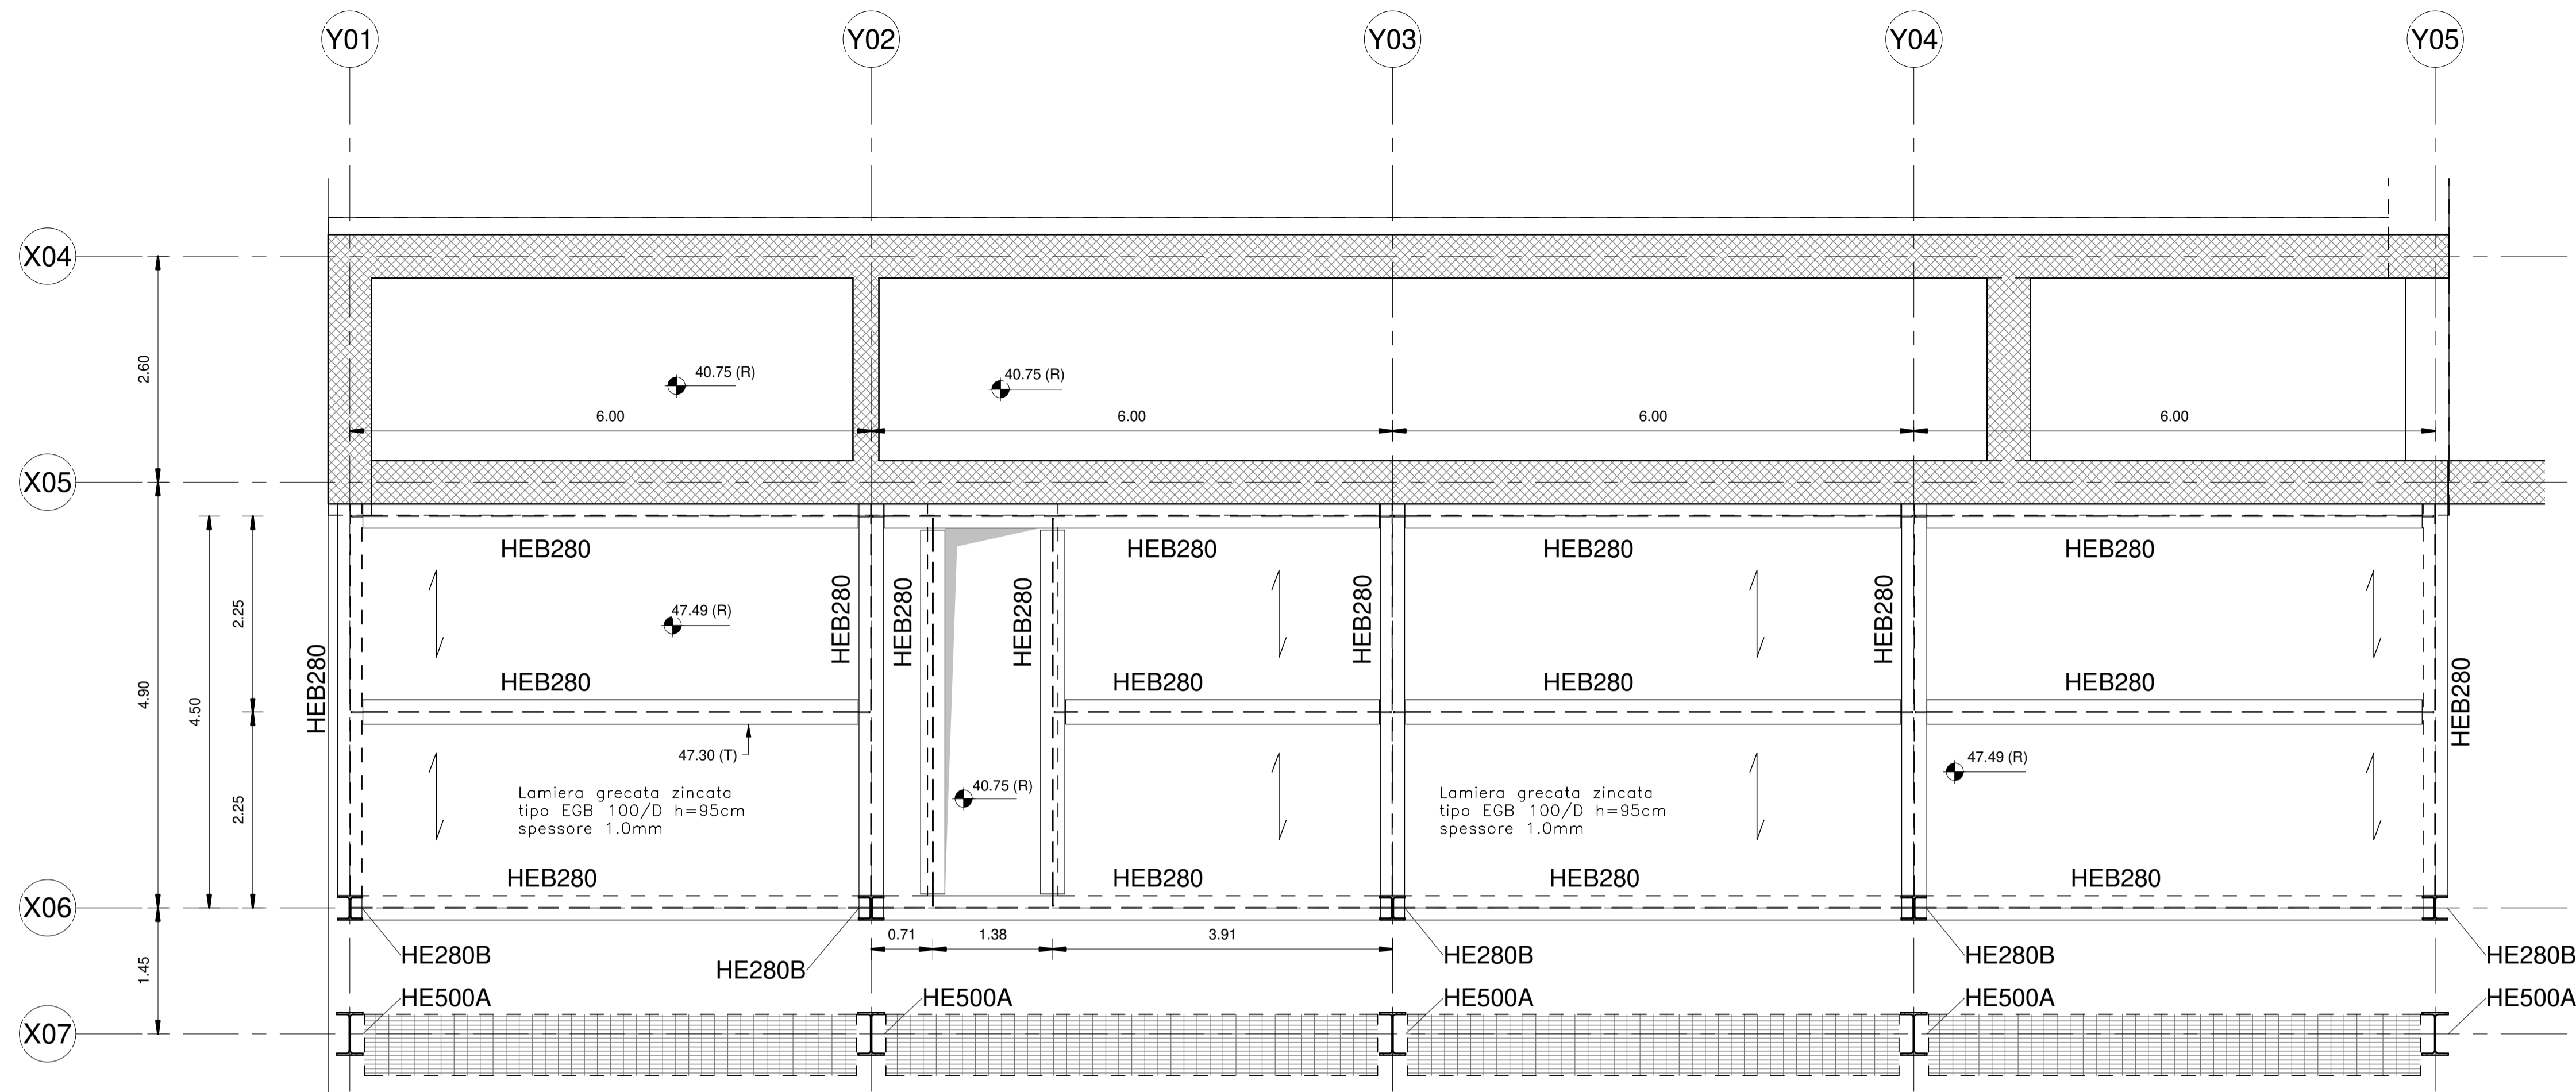 Y01
Y02
Y03
Y04
Y05
X04
2.60
40.75 (R)
40.75 (R)
6.00
6.00
6.00
6.00
X05
HEB280
HEB280
HEB280
HEB280
HEB280
HEB280
HEB280
HEB280
HEB280
2.25
47.49 (R)
HEB280
HEB280
HEB280
HEB280
HEB280
HEB280
4.90
4.50
47.30 (T)
47.49 (R)
40.75 (R)
2.25
Lamiera grecata zincata
tipo EGB 100/D h=95cm
spessore 1.0mm
Lamiera grecata zincata
tipo EGB 100/D h=95cm
spessore 1.0mm
HEB280
HEB280
HEB280
HEB280
X06
0.71
1.38
3.91
HE280B
HE280B
HE280B
HE280B
HE280B
1.45
HE500A
HE500A
HE500A
HE500A
HE500A
X07